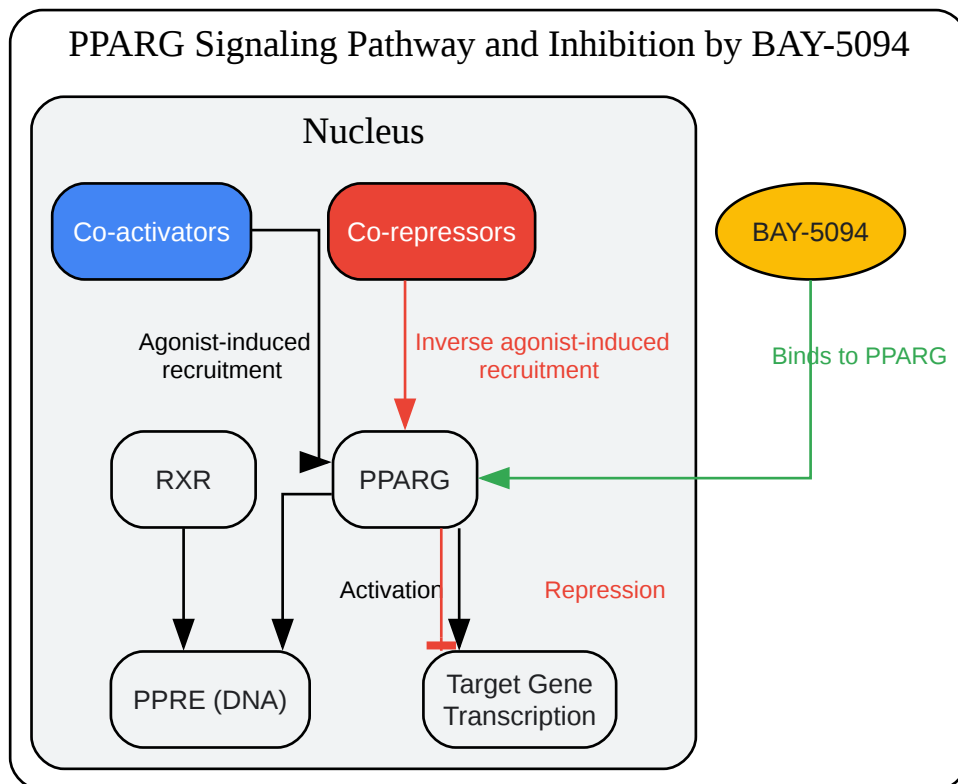 PPARG Signaling Pathway and Inhibition by BAY-5094
Nucleus
Co-activators
Co-repressors
BAY-5094
Agonist-induced
recruitment
Inverse agonist-induced
recruitment
Binds to PPARG
RXR
PPARG
Activation
Repression
PPRE (DNA)
Target Gene
Transcription